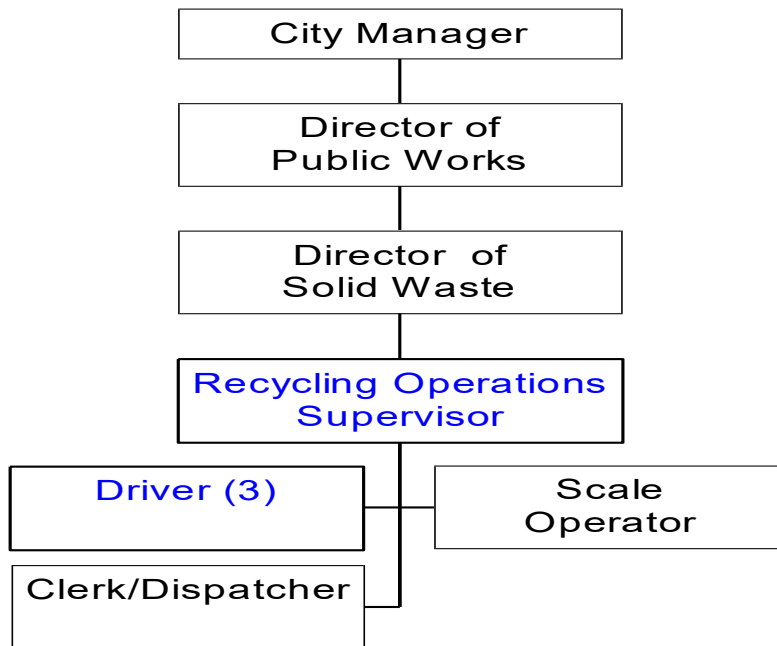 City Manager
Director of
Public Works
Director of
Solid Waste
Recycling Operations
Supervisor
Driver (3)
Scale
Operator
Clerk/Dispatcher